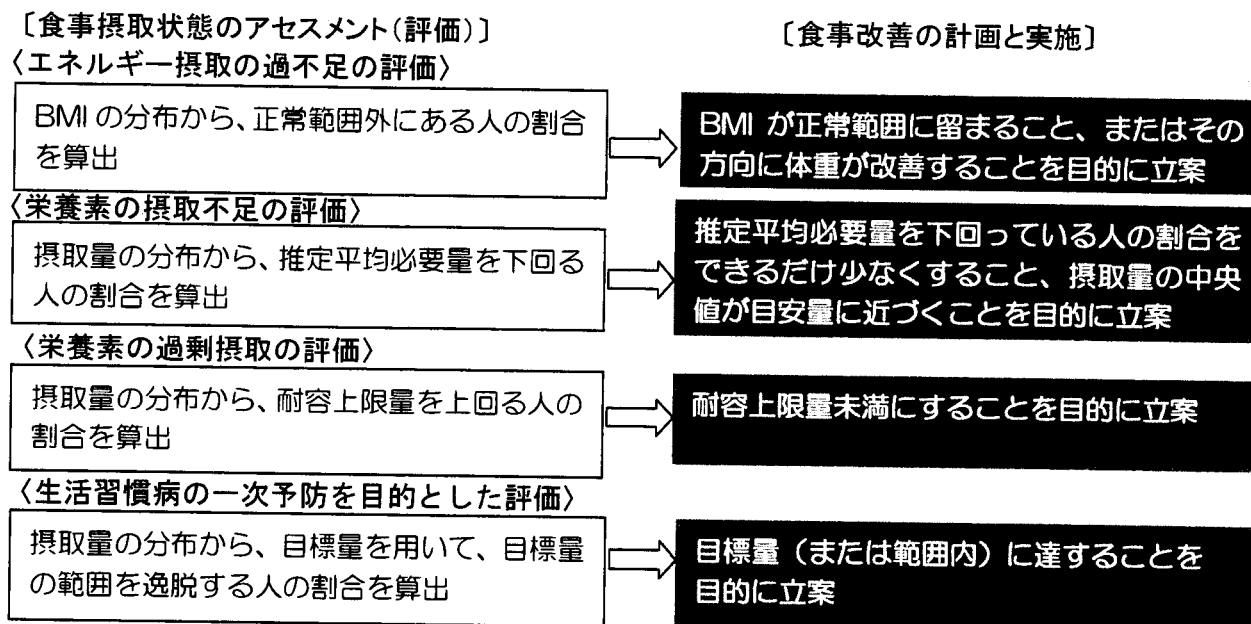 〔食事摂取状態のアセスメント(評価)〕
〔食事改善の計画と実施〕
〈エネルギー摂取の過不足の評価〉
BMI の分布から、正常範囲外にある人の割合
を算出
BMI が正常範囲に留まること、またはその
方向に体重が改善することを目的に立案
〈栄養素の摂取不足の評価〉
摂取量の分布から、推定平均必要量を下回る
人の割合を算出
推定平均必要量を下回っている人の割合を
できるだけ少なくすること、摂取量の中央
値が目安量に近づくことを目的に立案
〈栄養素の過剰摂取の評価〉
摂取量の分布から、耐容上限量を上回る人の
割合を算出
耐容上限量未満にすることを目的に立案
〈生活習慣病の一次予防を目的とした評価〉
摂取量の分布から、目標量を用いて、目標量
の範囲を逸脱する人の割合を算出
目標量（または範囲内）に達することを
目的に立案